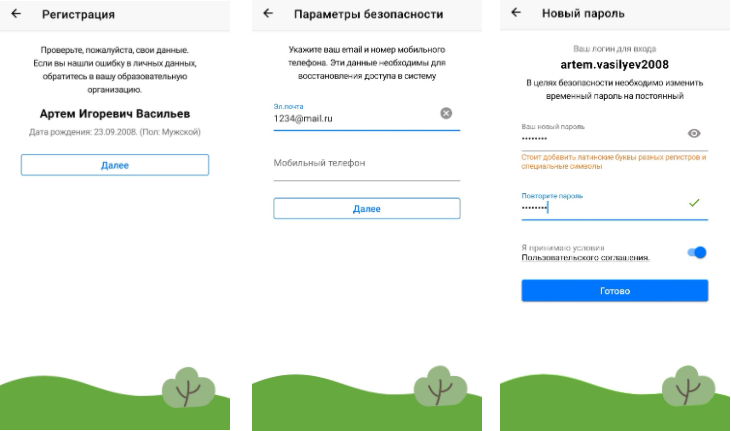 Регистрация
Проверьте, пожалуйста, свои данные.
Если вы нашли ошибку в личных данных,
обратитесь в вашу образовательную
организацию.
Артем Игоревич Васильев
Дата рождения: 23.09.2008. (Пол: Мужской)
Далее
Параметры безопасности
Укажите ваш email и номер мобильного
телефона. Эти данные необходимы для
восстановления доступа в систему
Эл.почта
1234@mail.ru
Мобильный телефон
Далее
Новый пароль
Ваш логин для входа
artem.vasilyev2008
В целях безопасности необходимо изменить
временный пароль на постоянный
Ваш новый пароль
••••••••
Стоит добавить латинские буквы разных регистров и
специальные символы
Повторите пароль
••••••••
Я принимаю условия
Пользовательского соглашения.
Готово